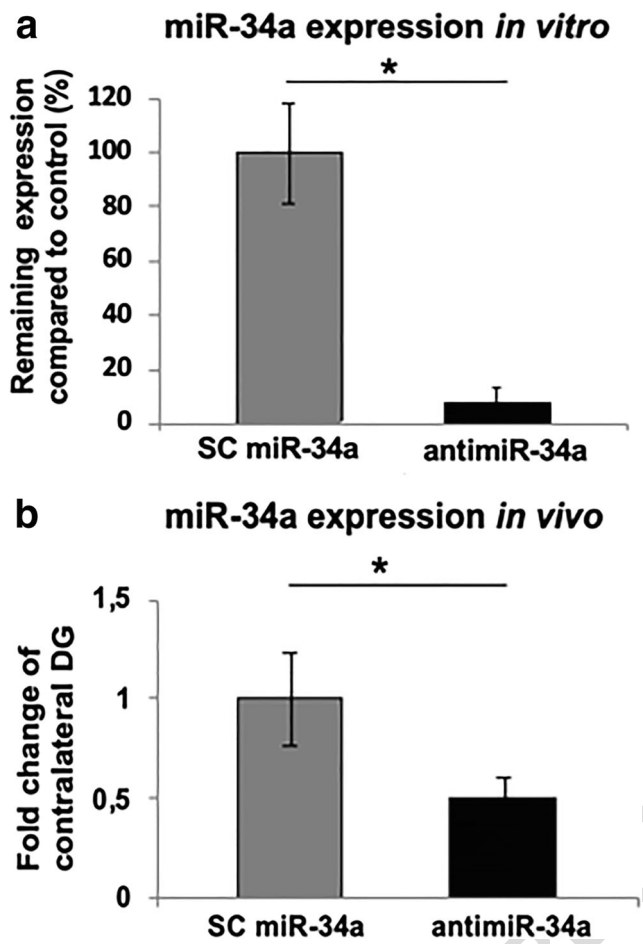 a miR-34a expression in vitro
Remaining expression
compared to control (%)
*
120
100
80
60
40
20
0
SC miR-34a antimiR-34a
b miR-34a expression in vivo
Fold change of
contralateral DG
*
1,5
1
0,5
0
SC miR-34a antimiR-34a